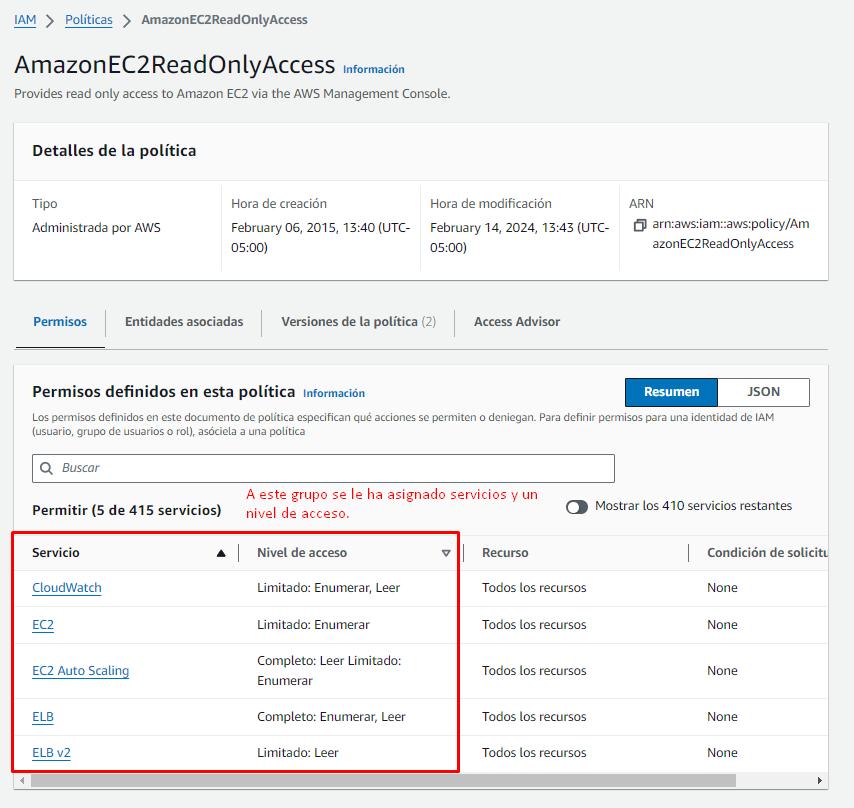 IAM > Políticas > AmazonEC2ReadOnlyAccess
AmazonEC2ReadOnlyAccess Información
Provides read only access to Amazon EC2 via the AWS Management Console.
Detalles de la política
Tipo
Administrada por AWS
Hora de creación
February 06, 2015, 13:40 (UTC-
05:00)
Hora de modificación
February 14, 2024, 13:43 (UTC-
05:00)
ARN
arn:aws:iam::aws:policy/Am
azonEC2ReadOnlyAccess
Permisos Entidades asociadas Versiones de la política (2) Access Advisor
Permisos definidos en esta política Información
Resumen JSON
Los permisos definidos en este documento de política especifican qué acciones se permiten o deniegan. Para definir permisos para una identidad de IAM
(usuario, grupo de usuarios o rol), asóciela a una política
Buscar
Permitir (5 de 415 servicios)
A este grupo se le ha asignado servicios y un
nivel de acceso.
Mostrar los 410 servicios restantes
Servicio Nivel de acceso Recurso Condición de solicitu
CloudWatch Limitado: Enumerar, Leer Todos los recursos None
EC2 Limitado: Enumerar Todos los recursos None
EC2 Auto Scaling Completo: Leer Limitado: Todos los recursos None
Enumerar
ELB Completo: Enumerar, Leer Todos los recursos None
ELB v2 Limitado: Leer Todos los recursos None